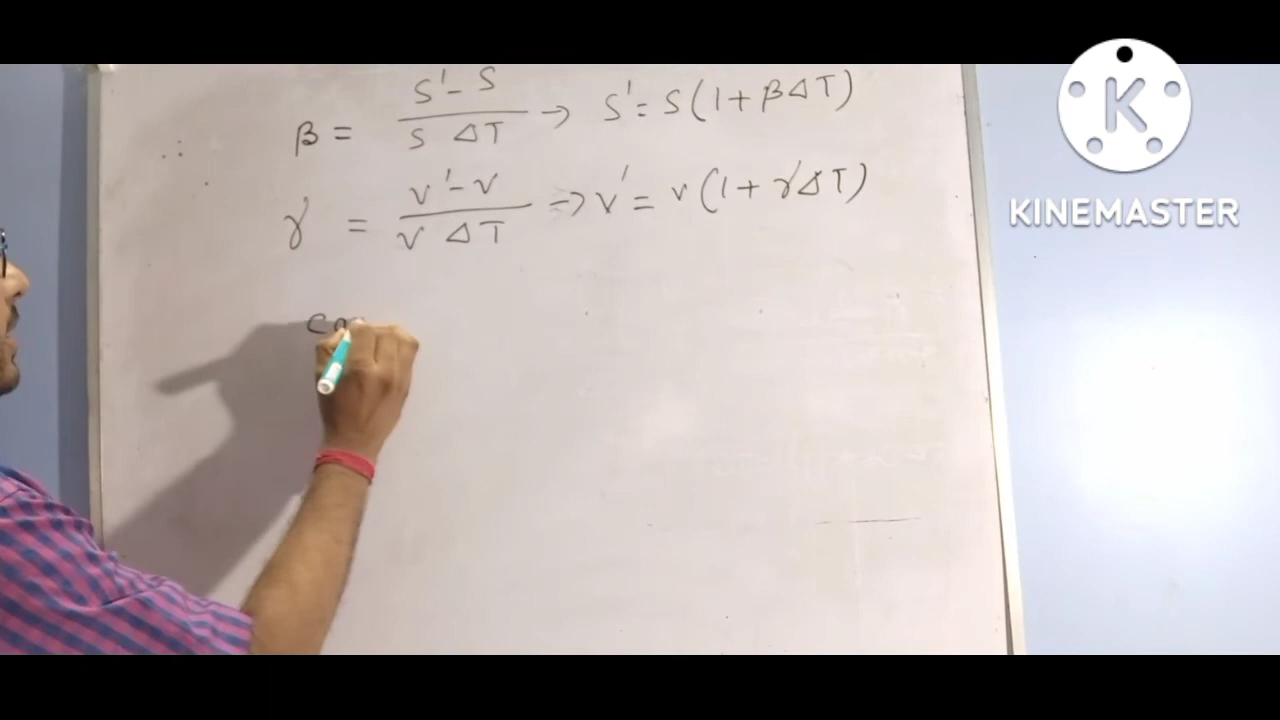 ∴ β = S' - S / S ΔT → S' = S(1 + βΔT)
γ = V' - V / V ΔT ⇒ V' = V(1 + γΔT)
KINEMASTER